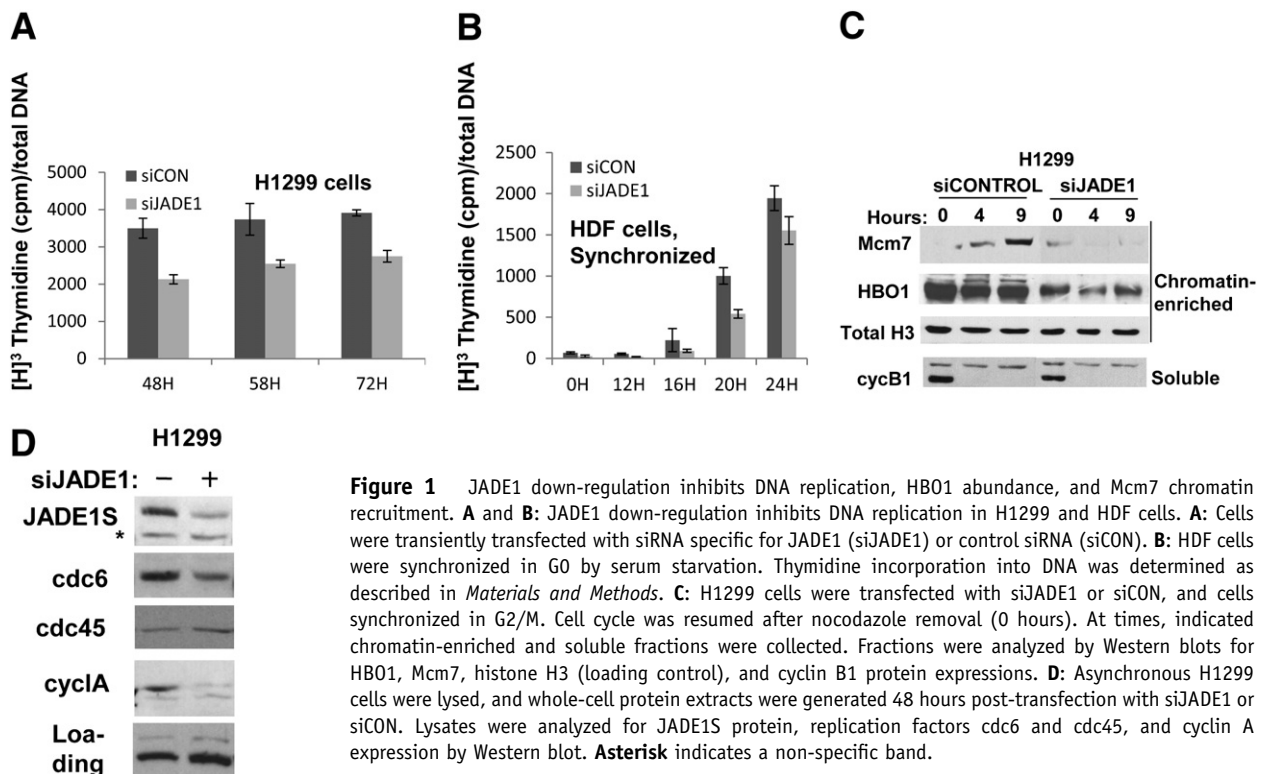 A
[H]³ Thymidine (cpm)/total DNA
5000
4000
3000
2000
1000
0
siCON
siJADE1
H1299 cells
48H 58H 72H
B
[H]³ Thymidine (cpm)/total DNA
2500
2000
1500
1000
500
0
siCON
siJADE1
HDF cells,
Synchronized
0H 12H 16H 20H 24H
C
H1299
siCONTROL siJADE1
Hours: 0 4 9 0 4 9
Mcm7
HBO1
Total H3
Chromatin-
enriched
cycB1
Soluble
D
H1299
siJADE1: − +
JADE1S
*
cdc6
cdc45
cyclA
Loa-
ding
Figure 1 JADE1 down-regulation inhibits DNA replication, HBO1 abundance, and Mcm7 chromatin
recruitment. A and B: JADE1 down-regulation inhibits DNA replication in H1299 and HDF cells. A: Cells
were transiently transfected with siRNA specific for JADE1 (siJADE1) or control siRNA (siCON). B: HDF cells
were synchronized in G0 by serum starvation. Thymidine incorporation into DNA was determined as
described in Materials and Methods. C: H1299 cells were transfected with siJADE1 or siCON, and cells
synchronized in G2/M. Cell cycle was resumed after nocodazole removal (0 hours). At times, indicated
chromatin-enriched and soluble fractions were collected. Fractions were analyzed by Western blots for
HBO1, Mcm7, histone H3 (loading control), and cyclin B1 protein expressions. D: Asynchronous H1299
cells were lysed, and whole-cell protein extracts were generated 48 hours post-transfection with siJADE1 or
siCON. Lysates were analyzed for JADE1S protein, replication factors cdc6 and cdc45, and cyclin A
expression by Western blot. Asterisk indicates a non-specific band.